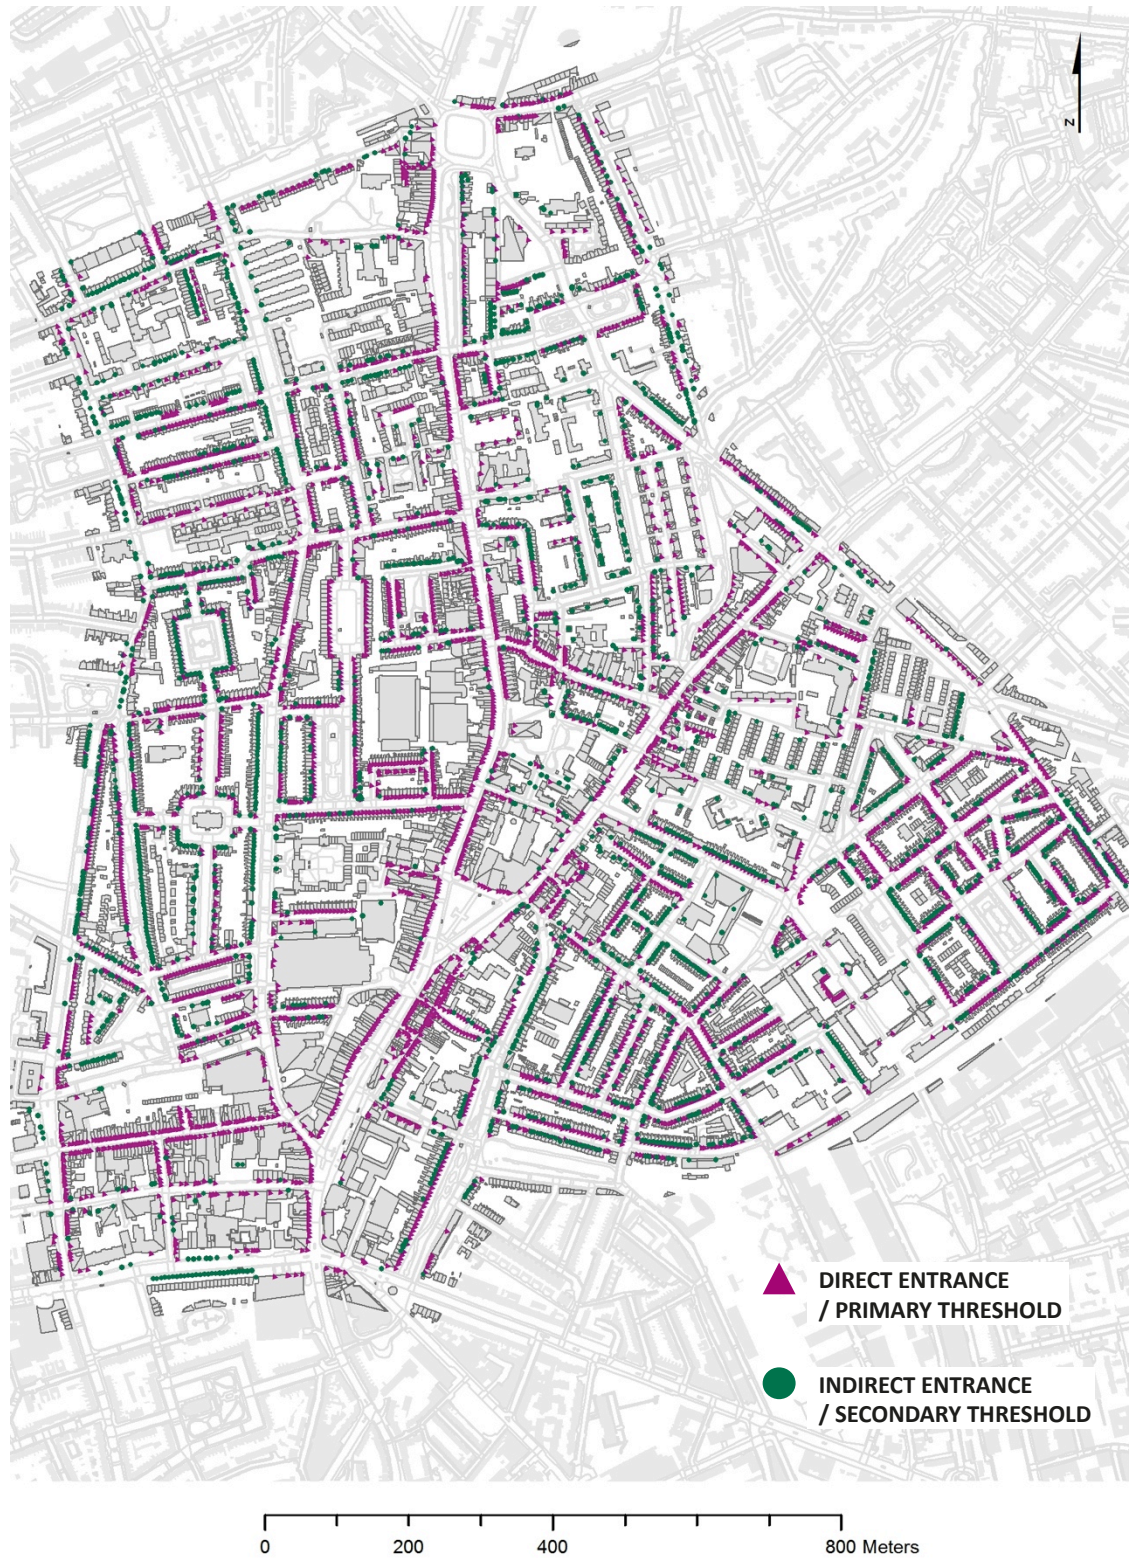 Z
DIRECT ENTRANCE
/ PRIMARY THRESHOLD
INDIRECT ENTRANCE
/ SECONDARY THRESHOLD
0 200 400 800 Meters